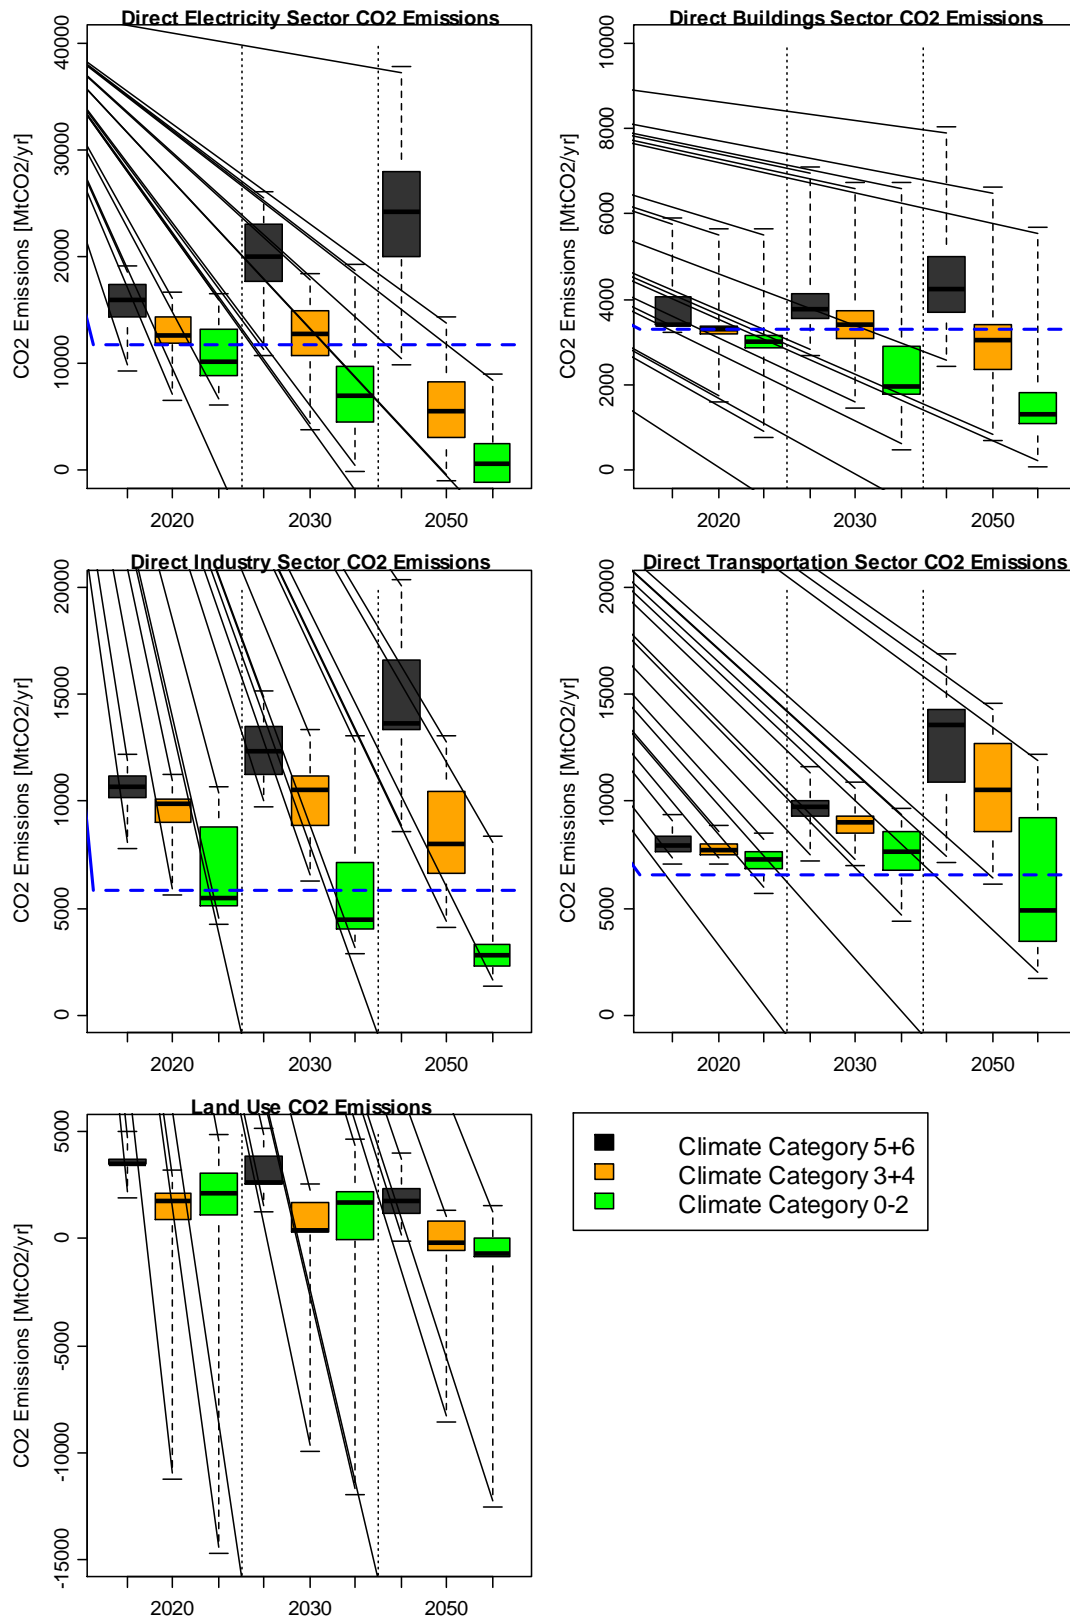 Direct Electricity Sector CO2 Emissions
CO2 Emissions [MtCO2/yr]
40000
30000
20000
10000
0
2020 2030 2050
Direct Buildings Sector CO2 Emissions
CO2 Emissions [MtCO2/yr]
10000
8000
6000
4000
2000
0
2020 2030 2050
Direct Industry Sector CO2 Emissions
CO2 Emissions [MtCO2/yr]
20000
15000
10000
5000
0
2020 2030 2050
Direct Transportation Sector CO2 Emissions
CO2 Emissions [MtCO2/yr]
20000
15000
10000
5000
0
2020 2030 2050
Land Use CO2 Emissions
CO2 Emissions [MtCO2/yr]
5000
0
-5000
-10000
-15000
2020 2030 2050
Climate Category 5+6
Climate Category 3+4
Climate Category 0-2